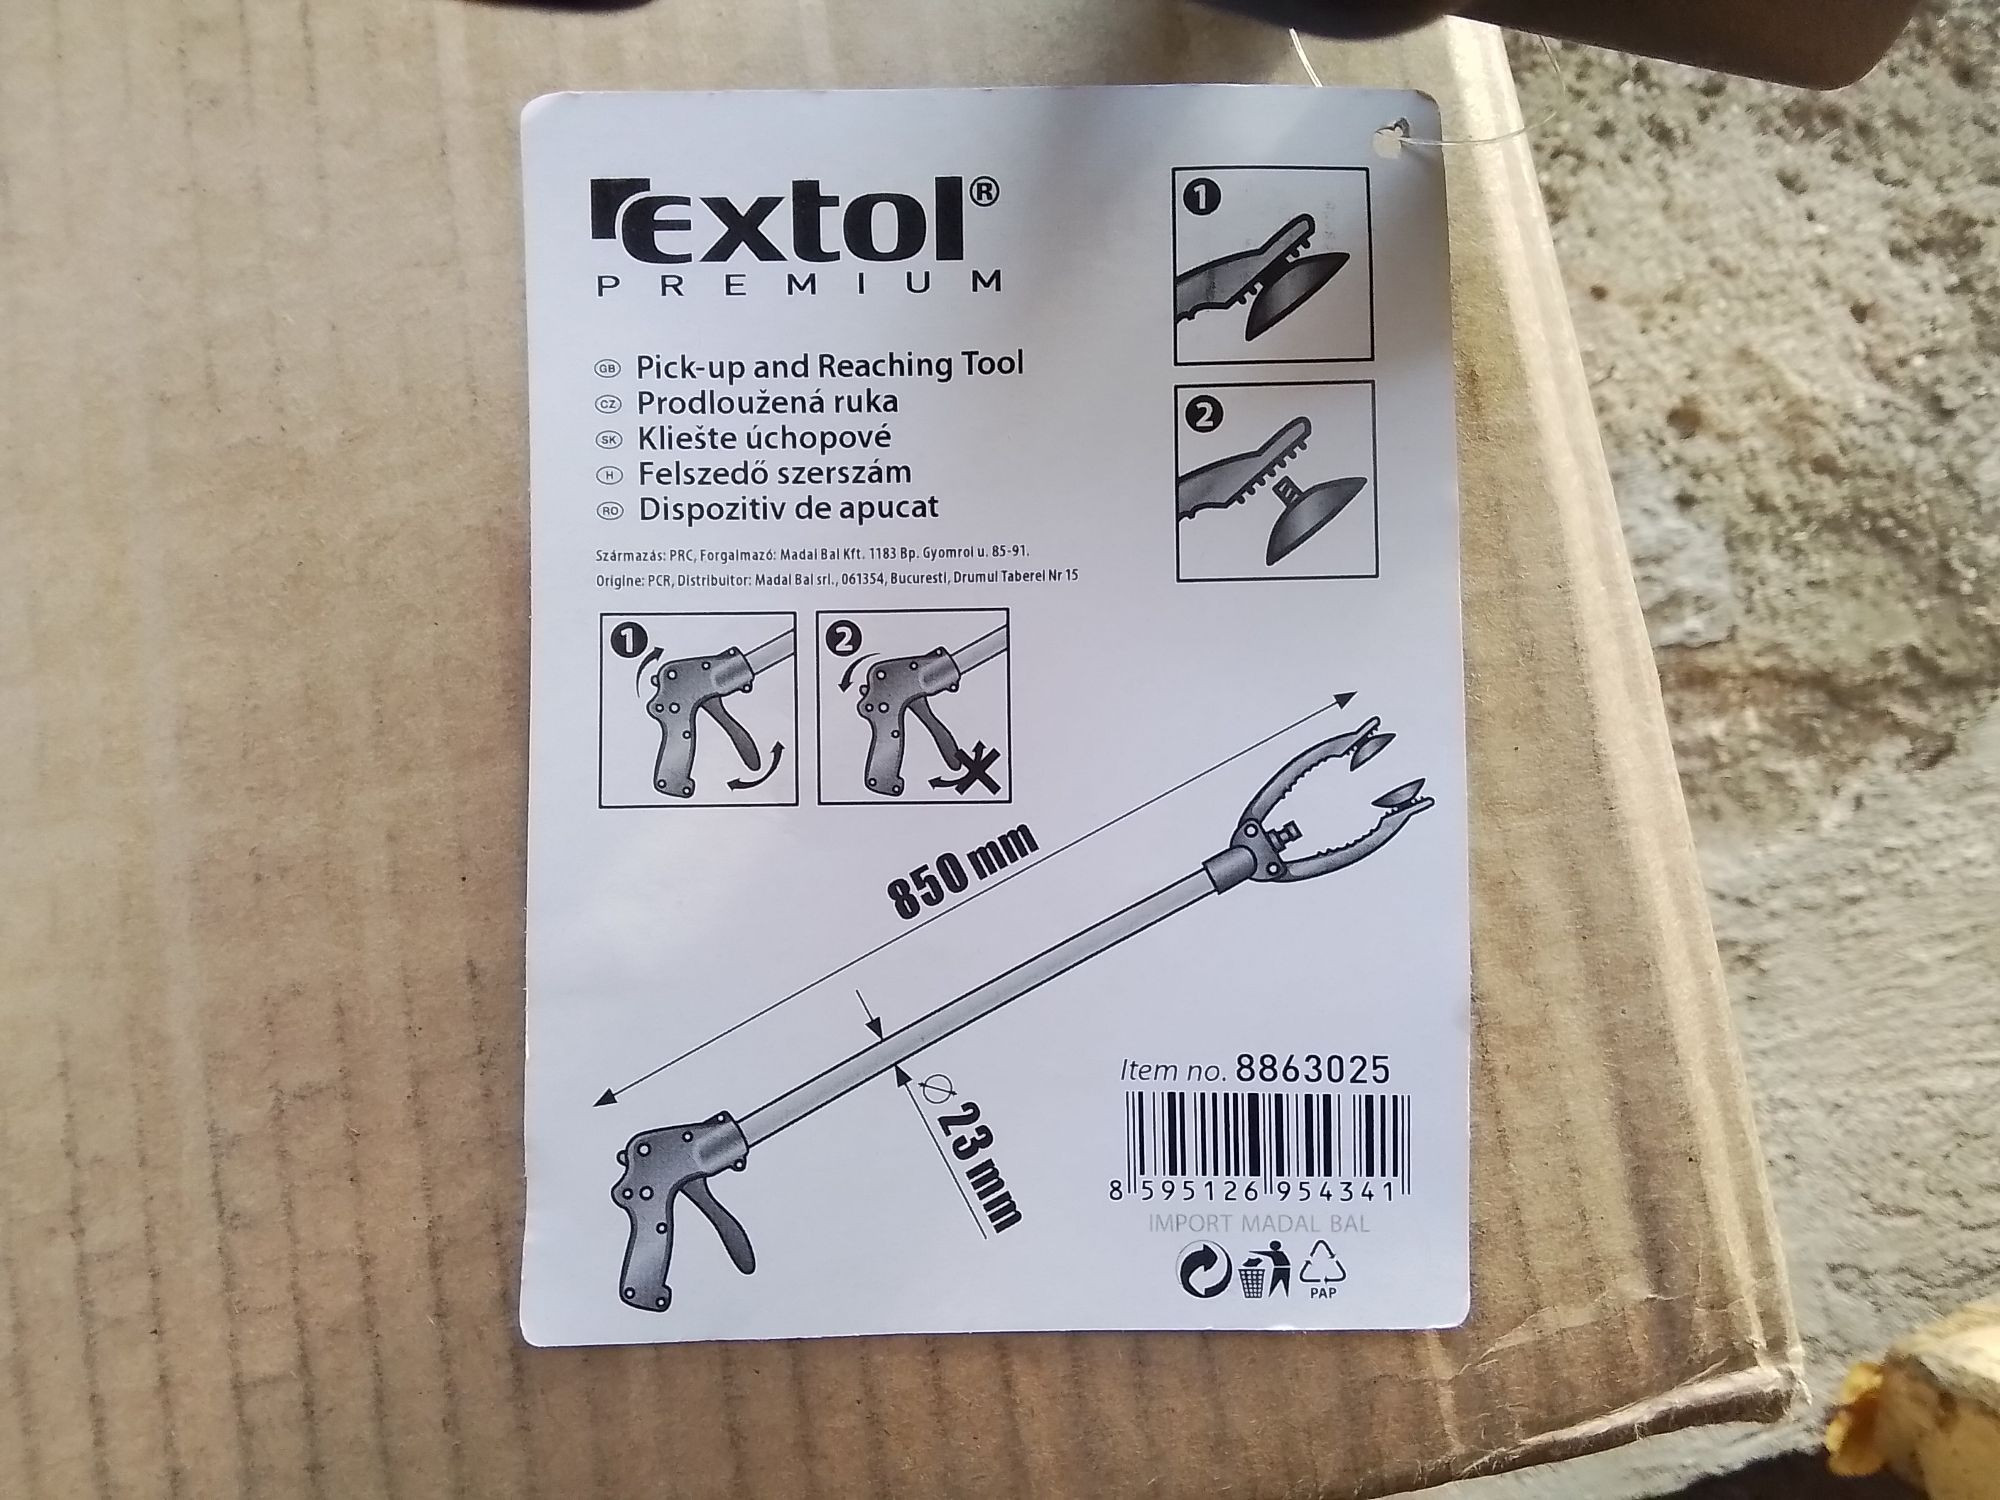 extol®
PREMIUM
GB Pick-up and Reaching Tool
CZ Prodloužená ruka
SK Kliešte úchopové
H Felszedő szerszám
RO Dispozitiv de apucat
Származás: PRC, Forgalmazó: Madal Bal Kft. 1183 Bp. Gyomroi u. 85-91.
Origine: PCR, Distribuitor: Madal Bal srl., 061354, Bucuresti, Drumul Taberei Nr 15
1
2
1
2
850 mm
Ø 23 mm
Item no. 8863025
8 595126 954341
IMPORT MADAL BAL
PAP